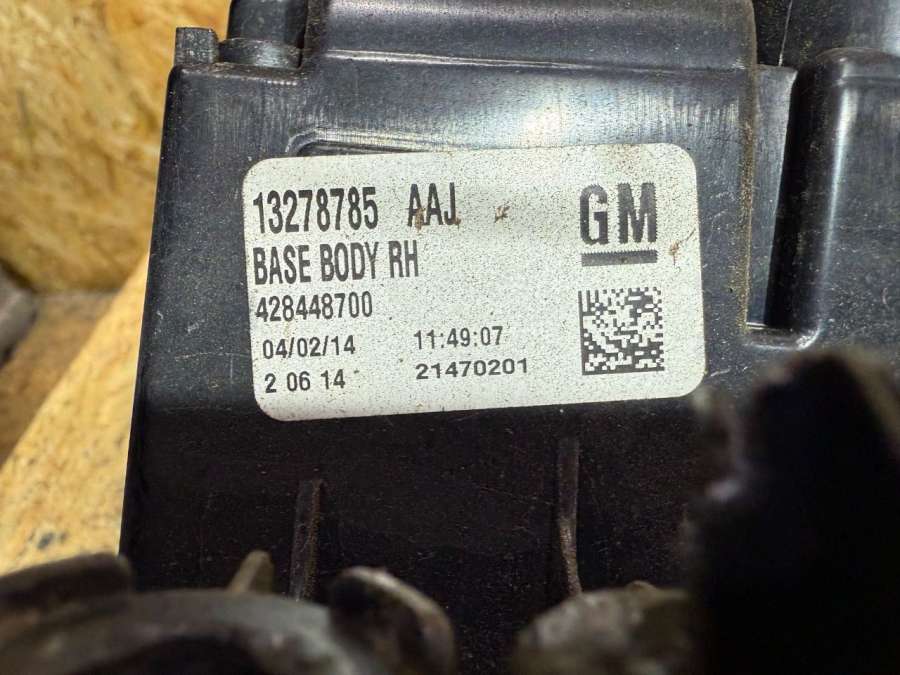 13278785 AAJ
GM
BASE BODY RH
428448700
04/02/14 11:49:07
2 06 14 21470201